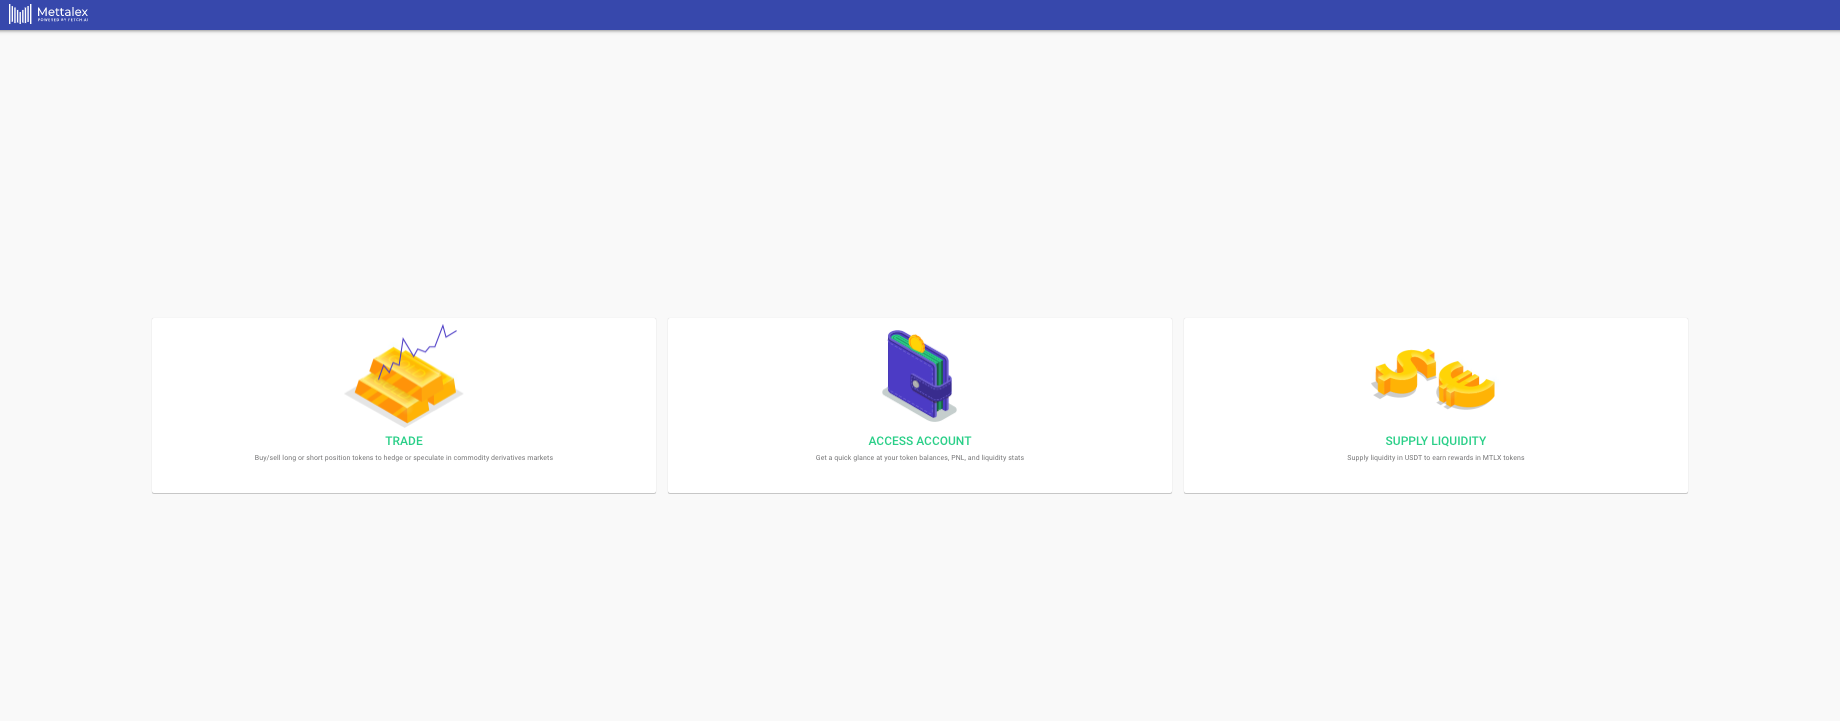 Mettalex
POWERED BY FETCH.AI
TRADE
Buy/sell long or short position tokens to hedge or speculate in commodity derivatives markets
ACCESS ACCOUNT
Get a quick glance at your token balances, PNL, and liquidity stats
SUPPLY LIQUIDITY
Supply liquidity in USDT to earn rewards in MTLX tokens